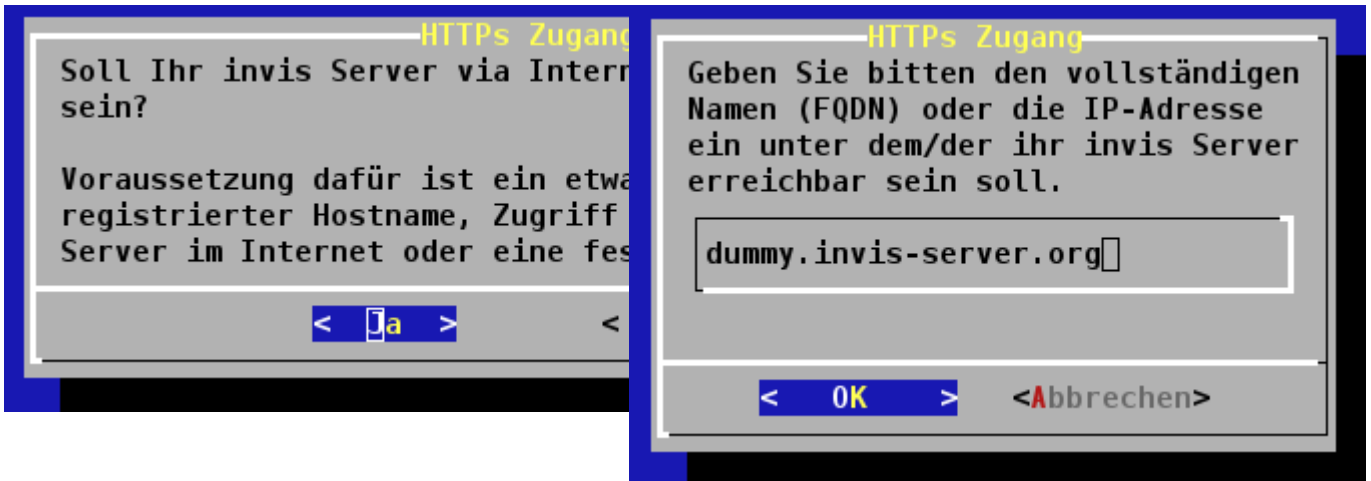 HTTPs Zugang
Soll Ihr invis Server via Intern
sein?
Voraussetzung dafür ist ein etwa
registrierter Hostname, Zugriff
Server im Internet oder eine fes
< Ja > <
HTTPs Zugang
Geben Sie bitten den vollständigen
Namen (FQDN) oder die IP-Adresse
ein unter dem/der ihr invis Server
erreichbar sein soll.
dummy.invis-server.org
< OK > <Abbrechen>